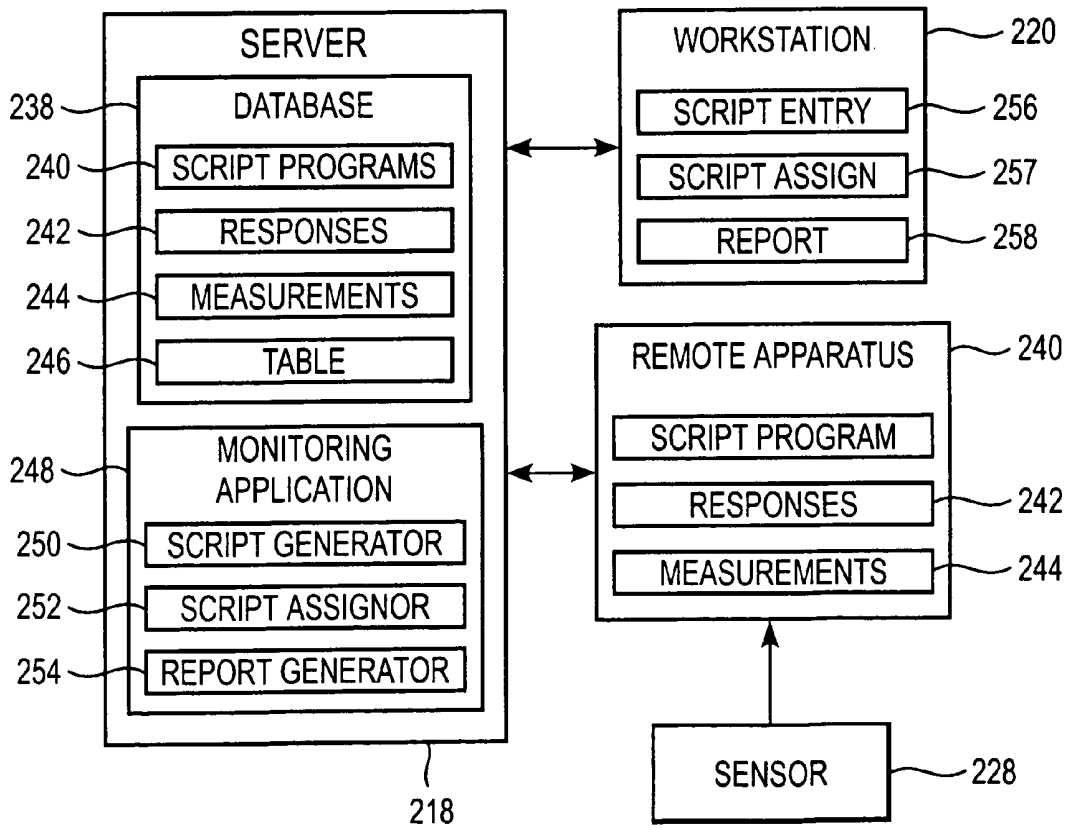 SERVER
238
DATABASE
240
SCRIPT PROGRAMS
242
RESPONSES
244
MEASUREMENTS
246
TABLE
248
MONITORING
APPLICATION
250
SCRIPT GENERATOR
252
SCRIPT ASSIGNOR
254
REPORT GENERATOR
218
WORKSTATION
220
SCRIPT ENTRY
256
SCRIPT ASSIGN
257
REPORT
258
REMOTE APPARATUS
240
SCRIPT PROGRAM
RESPONSES
242
MEASUREMENTS
244
SENSOR
228